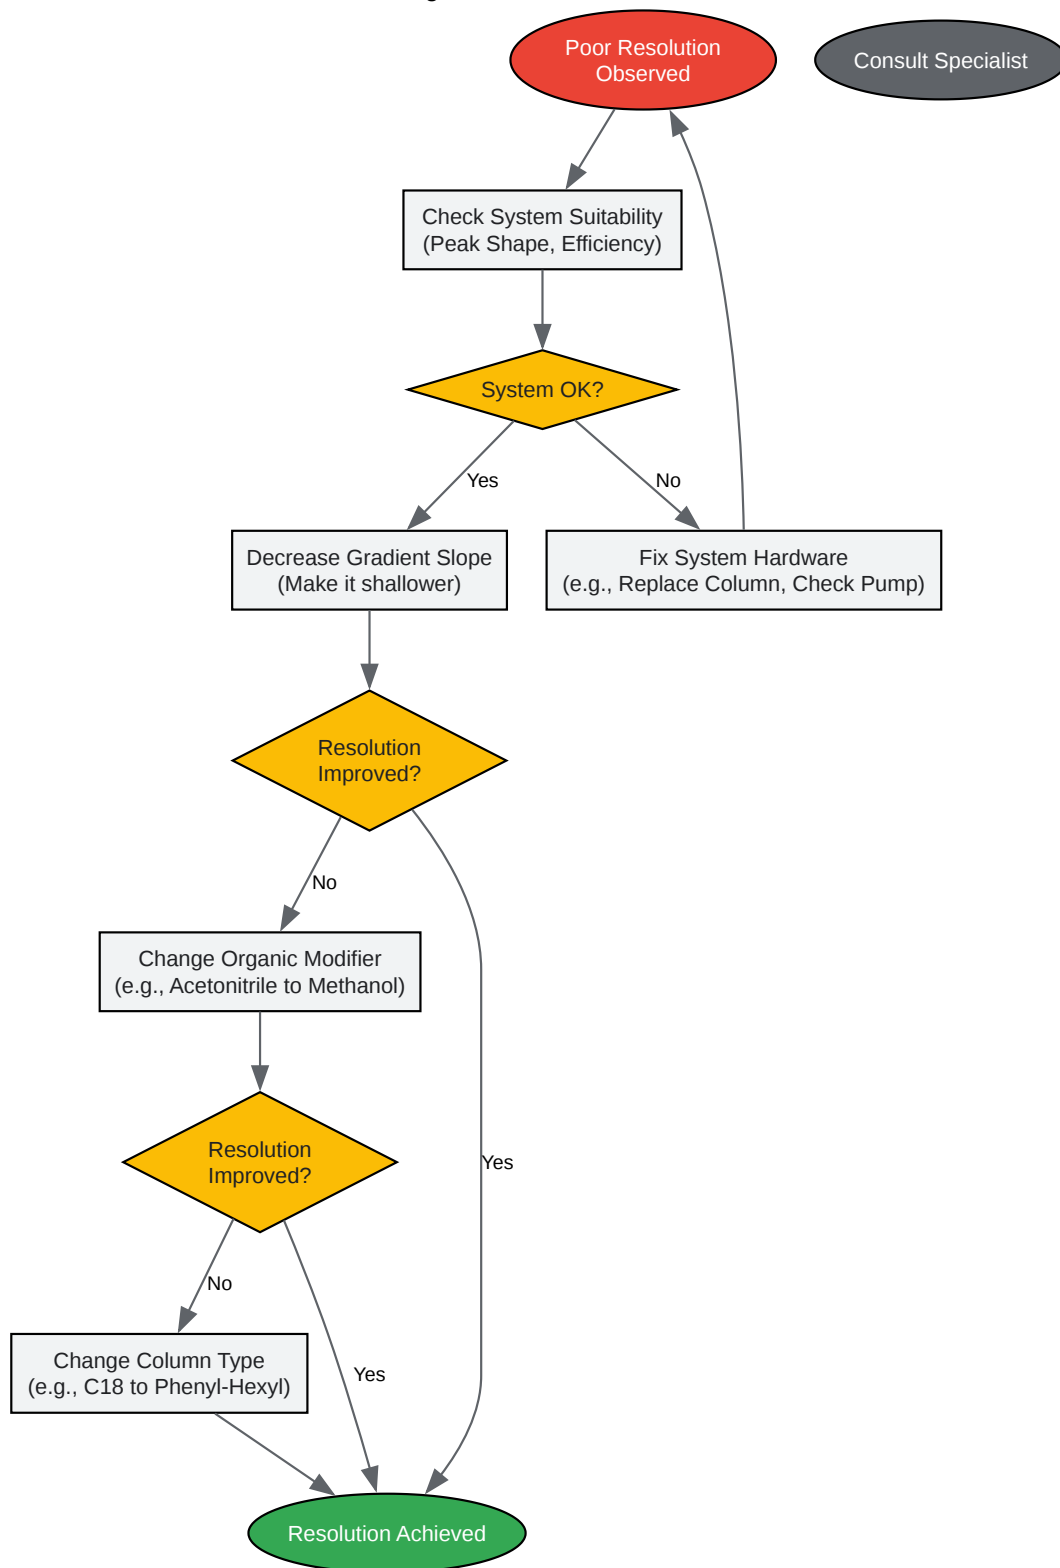 Poor Resolution
Observed
Consult Specialist
Check System Suitability
(Peak Shape, Efficiency)
System OK?
Yes
No
Decrease Gradient Slope
(Make it shallower)
Fix System Hardware
(e.g., Replace Column, Check Pump)
Resolution
Improved?
No
Change Organic Modifier
(e.g., Acetonitrile to Methanol)
Resolution
Improved?
Yes
No
Yes
Change Column Type
(e.g., C18 to Phenyl-Hexyl)
Resolution Achieved